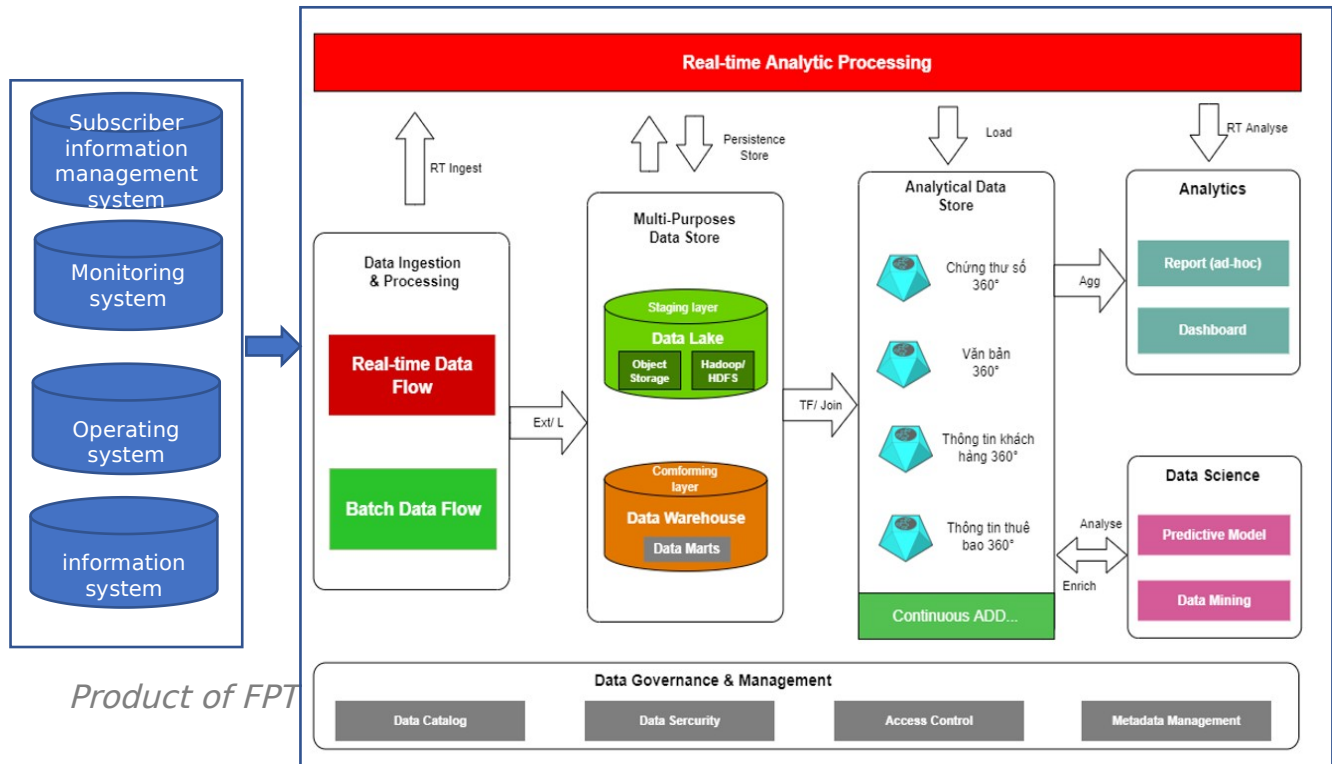 Real-time Analytic Processing
Subscriber
information
management
system
Monitoring
system
Operating
system
information
system
Product of FPT
RT Ingest
Persistence
Store
Load
RT Analyse
Data Ingestion
& Processing
Real-time Data
Flow
Batch Data Flow
Ext/ L
Multi-Purposes
Data Store
Staging layer
Data Lake
Object
Storage
Hadoop/
HDFS
Comforming
layer
Data Warehouse
Data Marts
TF/ Join
Analytical Data
Store
Chứng thư số
360°
Văn bản
360°
Thông tin khách
hàng 360°
Thông tin thuê
bao 360°
Continuous ADD...
Agg
Analytics
Report (ad-hoc)
Dashboard
Analyse
Enrich
Data Science
Predictive Model
Data Mining
Data Governance & Management
Data Catalog
Data Sercurity
Access Control
Metadata Management